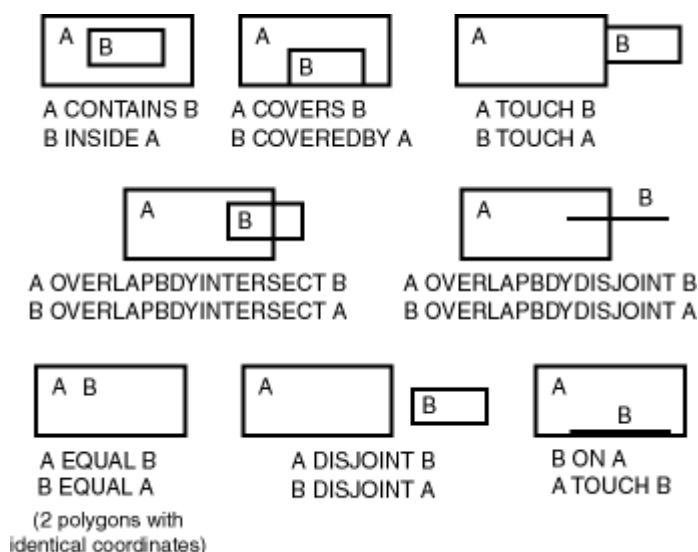 A
B
A
B
A
B
A CONTAINS B
B INSIDE A
A COVERS B
B COVEREDBY A
A TOUCH B
B TOUCH A
A
B
A
B
A OVERLAPBDYINTERSECT B
B OVERLAPBDYINTERSECT A
A OVERLAPBDYDISJOINT B
B OVERLAPBDYDISJOINT A
A B
A
B
A
B
A EQUAL B
B EQUAL A
(2 polygons with
identical coordinates)
A DISJOINT B
B DISJOINT A
B ON A
A TOUCH B